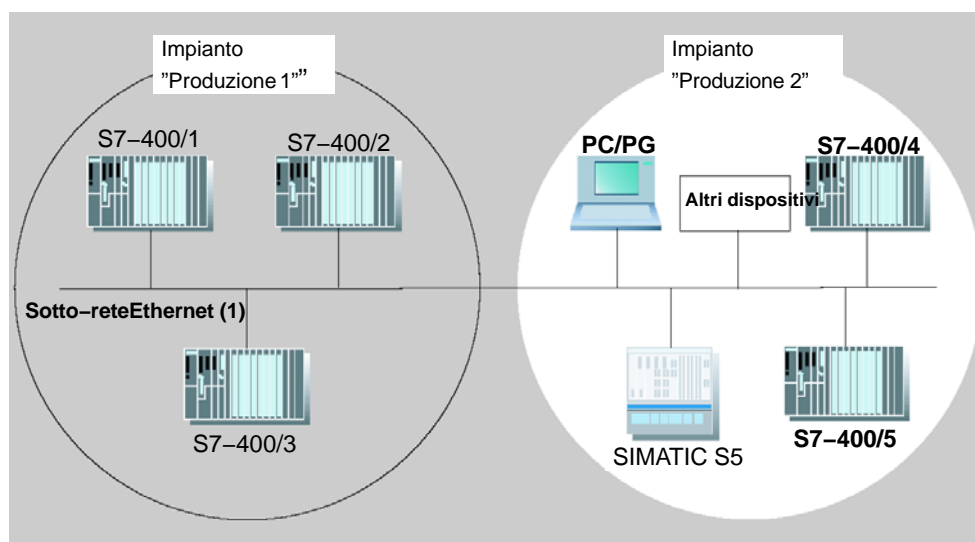 Impianto
”Produzione 1””
Impianto
”Produzione 2”
S7–400/1
S7–400/2
PC/PG
S7–400/4
Altri dispositivi
Sotto–reteEthernet (1)
S7–400/3
SIMATIC S5
S7–400/5